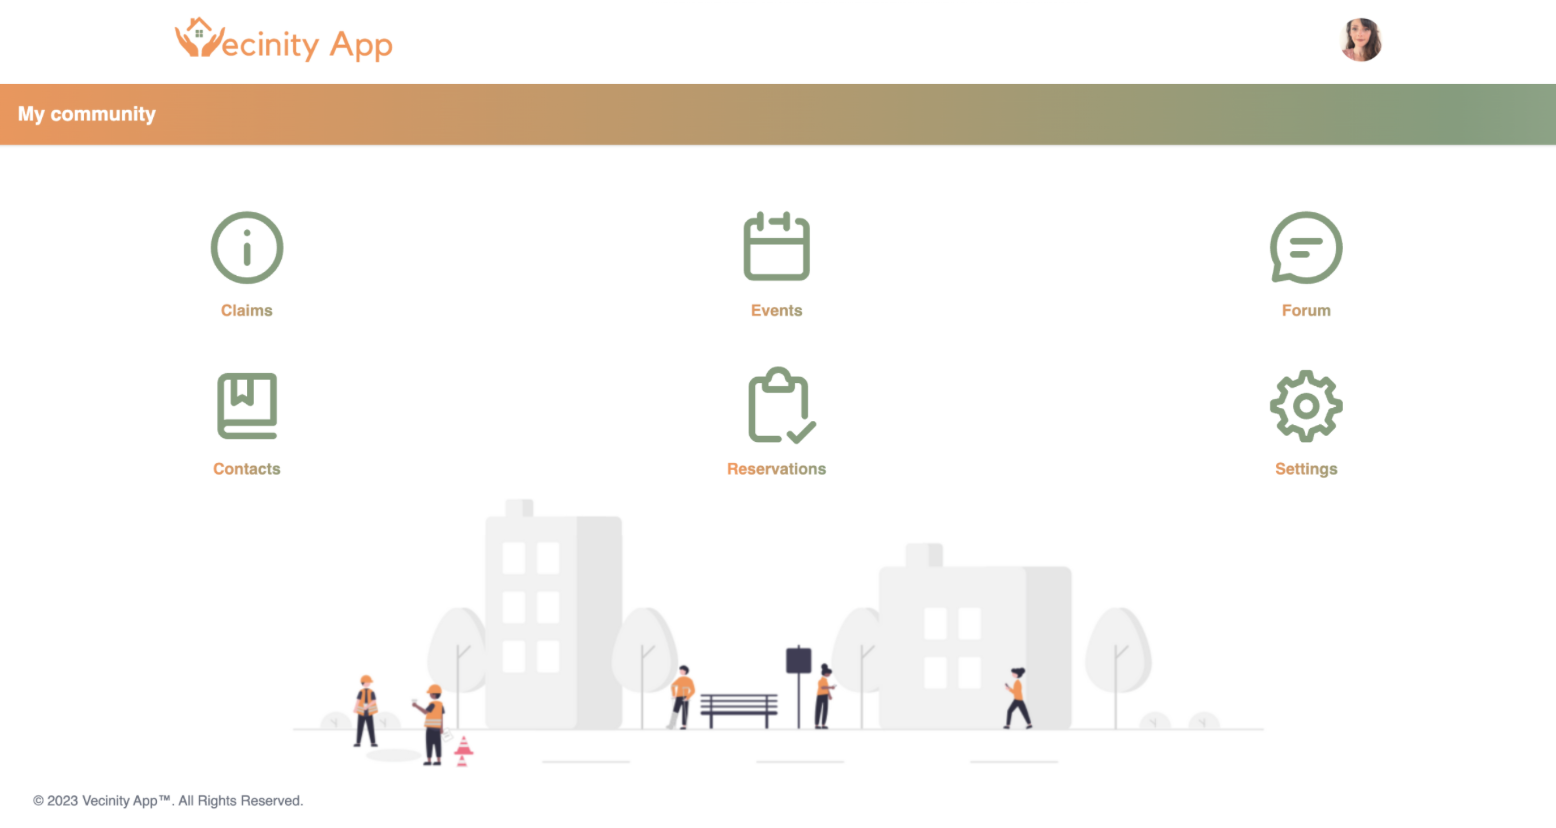 Vecinity App
My community
Claims
Events
Forum
Contacts
Reservations
Settings
© 2023 Vecinity App™. All Rights Reserved.